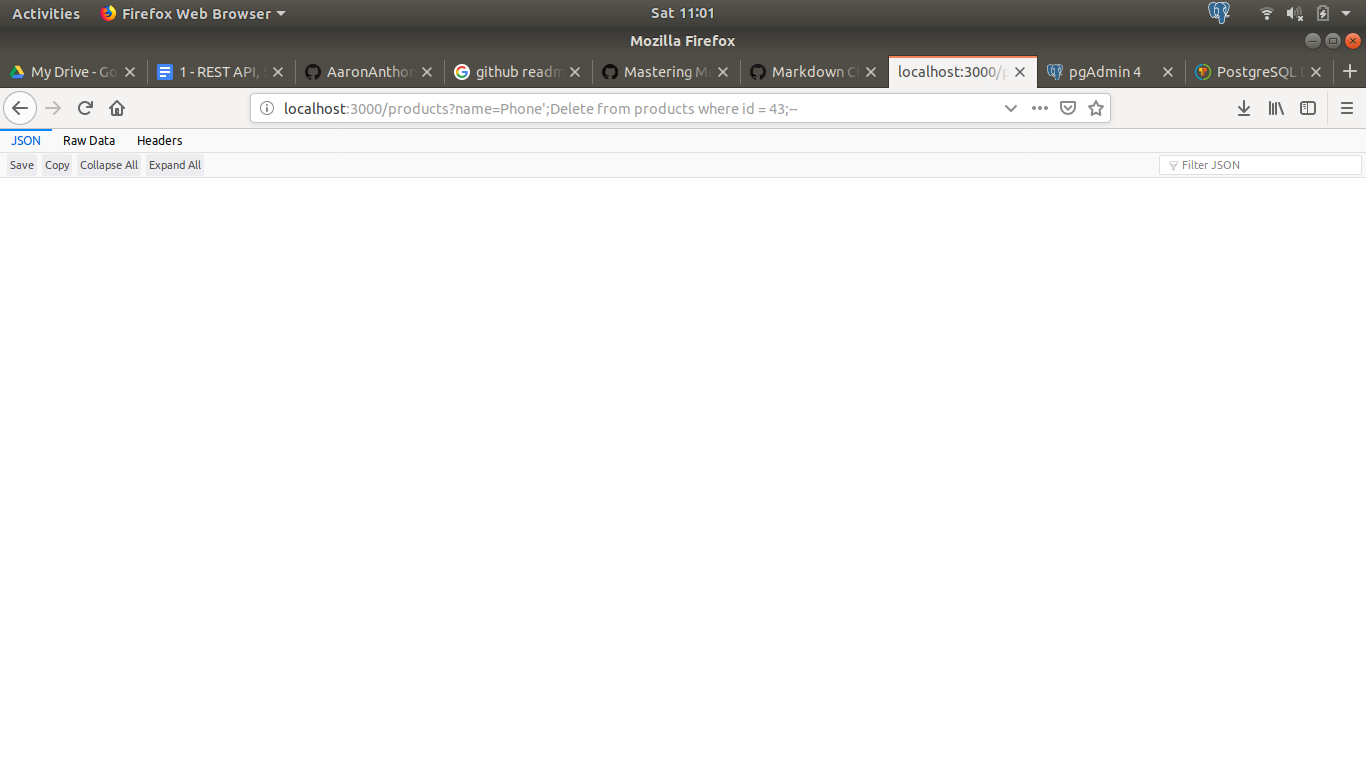 Activities Firefox Web Browser Sat 11:01
Mozilla Firefox
My Drive - Go 1 - REST API, AaronAnthon github readm Mastering Ma Markdown Ch localhost:3000/p pgAdmin 4 PostgreSQL
localhost:3000/products?name=Phone';Delete from products where id = 43;--
JSON Raw Data Headers
Save Copy Collapse All Expand All Filter JSON